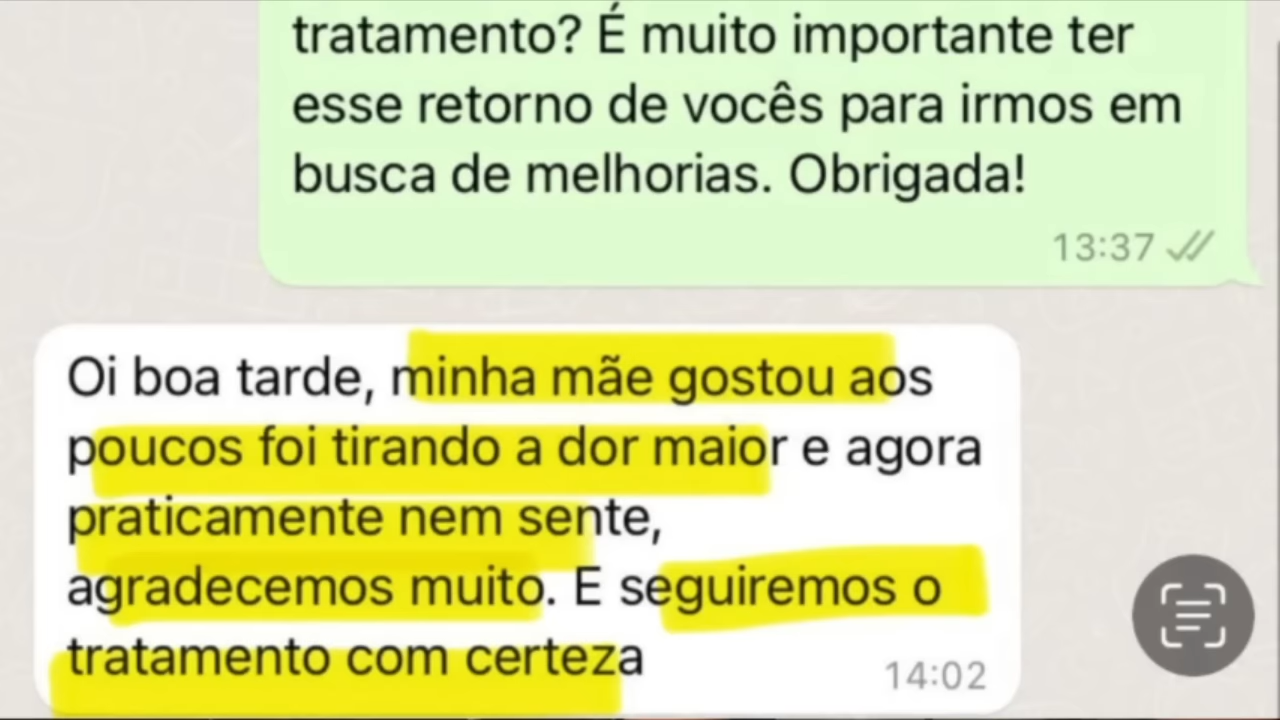 tratamento? É muito importante ter
esse retorno de vocês para irmos em
busca de melhorias. Obrigada!
13:37
Oi boa tarde, minha mãe gostou aos
poucos foi tirando a dor maior e agora
praticamente nem sente,
agradecemos muito. E seguiremos o
tratamento com certeza
14:02